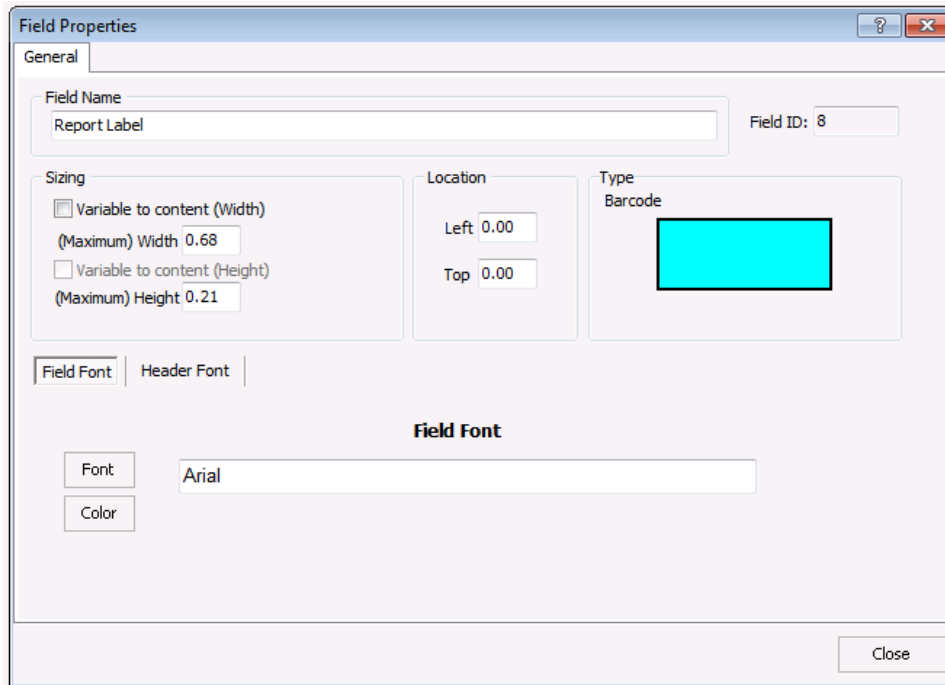 Field Properties
?
General
Field Name
Report Label
Field ID: 8
Sizing
Variable to content (Width)
(Maximum) Width 0.68
Variable to content (Height)
(Maximum) Height 0.21
Location
Left 0.00
Top 0.00
Type
Barcode
Field Font
Header Font
Field Font
Font
Arial
Color
Close